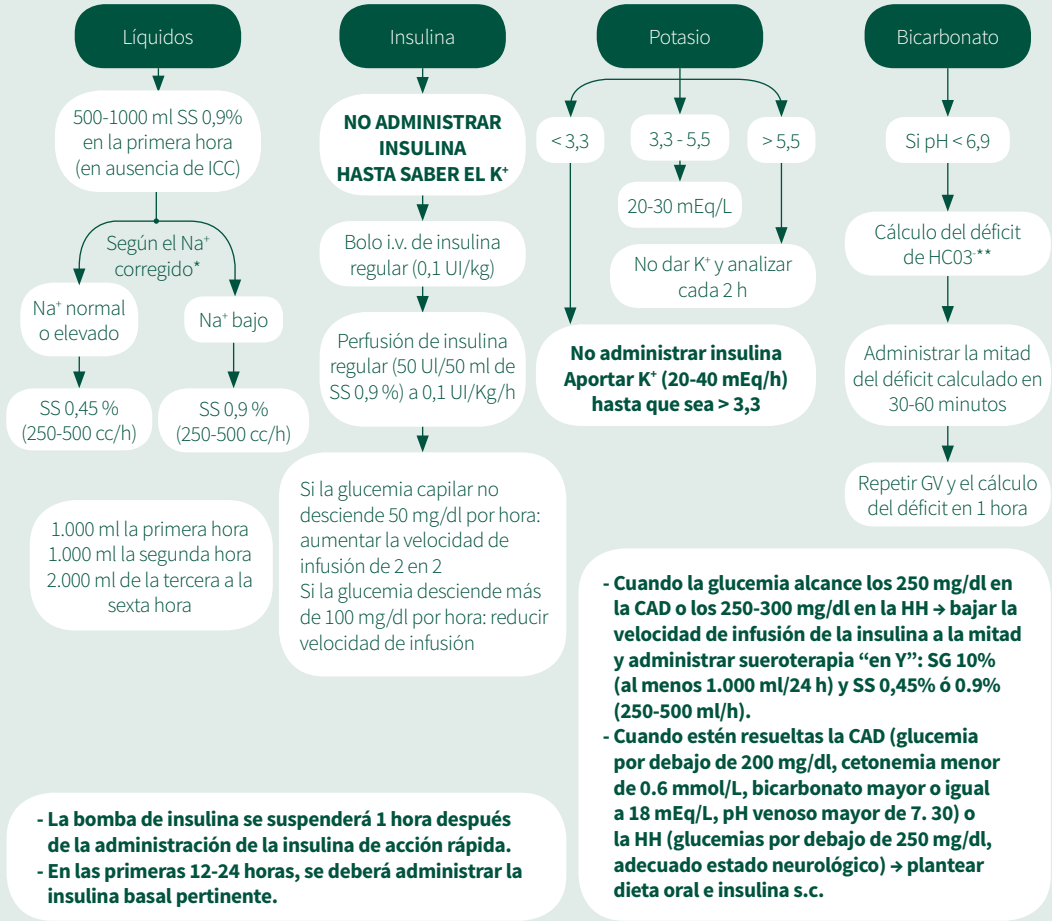 Líquidos
500-1000 ml SS 0,9%
en la primera hora
(en ausencia de ICC)
Según el Na⁺
corregido*
Na⁺ normal
o elevado
Na⁺ bajo
SS 0,45 %
(250-500 cc/h)
SS 0,9 %
(250-500 cc/h)
1.000 ml la primera hora
1.000 ml la segunda hora
2.000 ml de la tercera a la
sexta hora
Insulina
NO ADMINISTRAR
INSULINA
HASTA SABER EL K⁺
Bolo i.v. de insulina
regular (0,1 UI/kg)
Perfusión de insulina
regular (50 UI/50 ml de
SS 0,9 %) a 0,1 UI/Kg/h
Si la glucemia capilar no
desciende 50 mg/dl por hora:
aumentar la velocidad de
infusión de 2 en 2
Si la glucemia desciende más
de 100 mg/dl por hora: reducir
velocidad de infusión
Potasio
< 3,3
3,3 - 5,5
> 5,5
20-30 mEq/L
No dar K⁺ y analizar
cada 2 h
No administrar insulina
Aportar K⁺ (20-40 mEq/h)
hasta que sea > 3,3
Bicarbonato
Si pH < 6,9
Cálculo del déficit
de HC03⁻**
Administrar la mitad
del déficit calculado en
30-60 minutos
Repetir GV y el cálculo
del déficit en 1 hora
- Cuando la glucemia alcance los 250 mg/dl en
la CAD o los 250-300 mg/dl en la HH → bajar la
velocidad de infusión de la insulina a la mitad
y administrar sueroterapia “en Y”: SG 10%
(al menos 1.000 ml/24 h) y SS 0,45% ó 0.9%
(250-500 ml/h).
- Cuando estén resueltas la CAD (glucemia
por debajo de 200 mg/dl, cetonemia menor
de 0.6 mmol/L, bicarbonato mayor o igual
a 18 mEq/L, pH venoso mayor de 7. 30) o
la HH (glucemias por debajo de 250 mg/dl,
adecuado estado neurológico) → plantear
dieta oral e insulina s.c.
- La bomba de insulina se suspenderá 1 hora después
de la administración de la insulina de acción rápida.
- En las primeras 12-24 horas, se deberá administrar la
insulina basal pertinente.